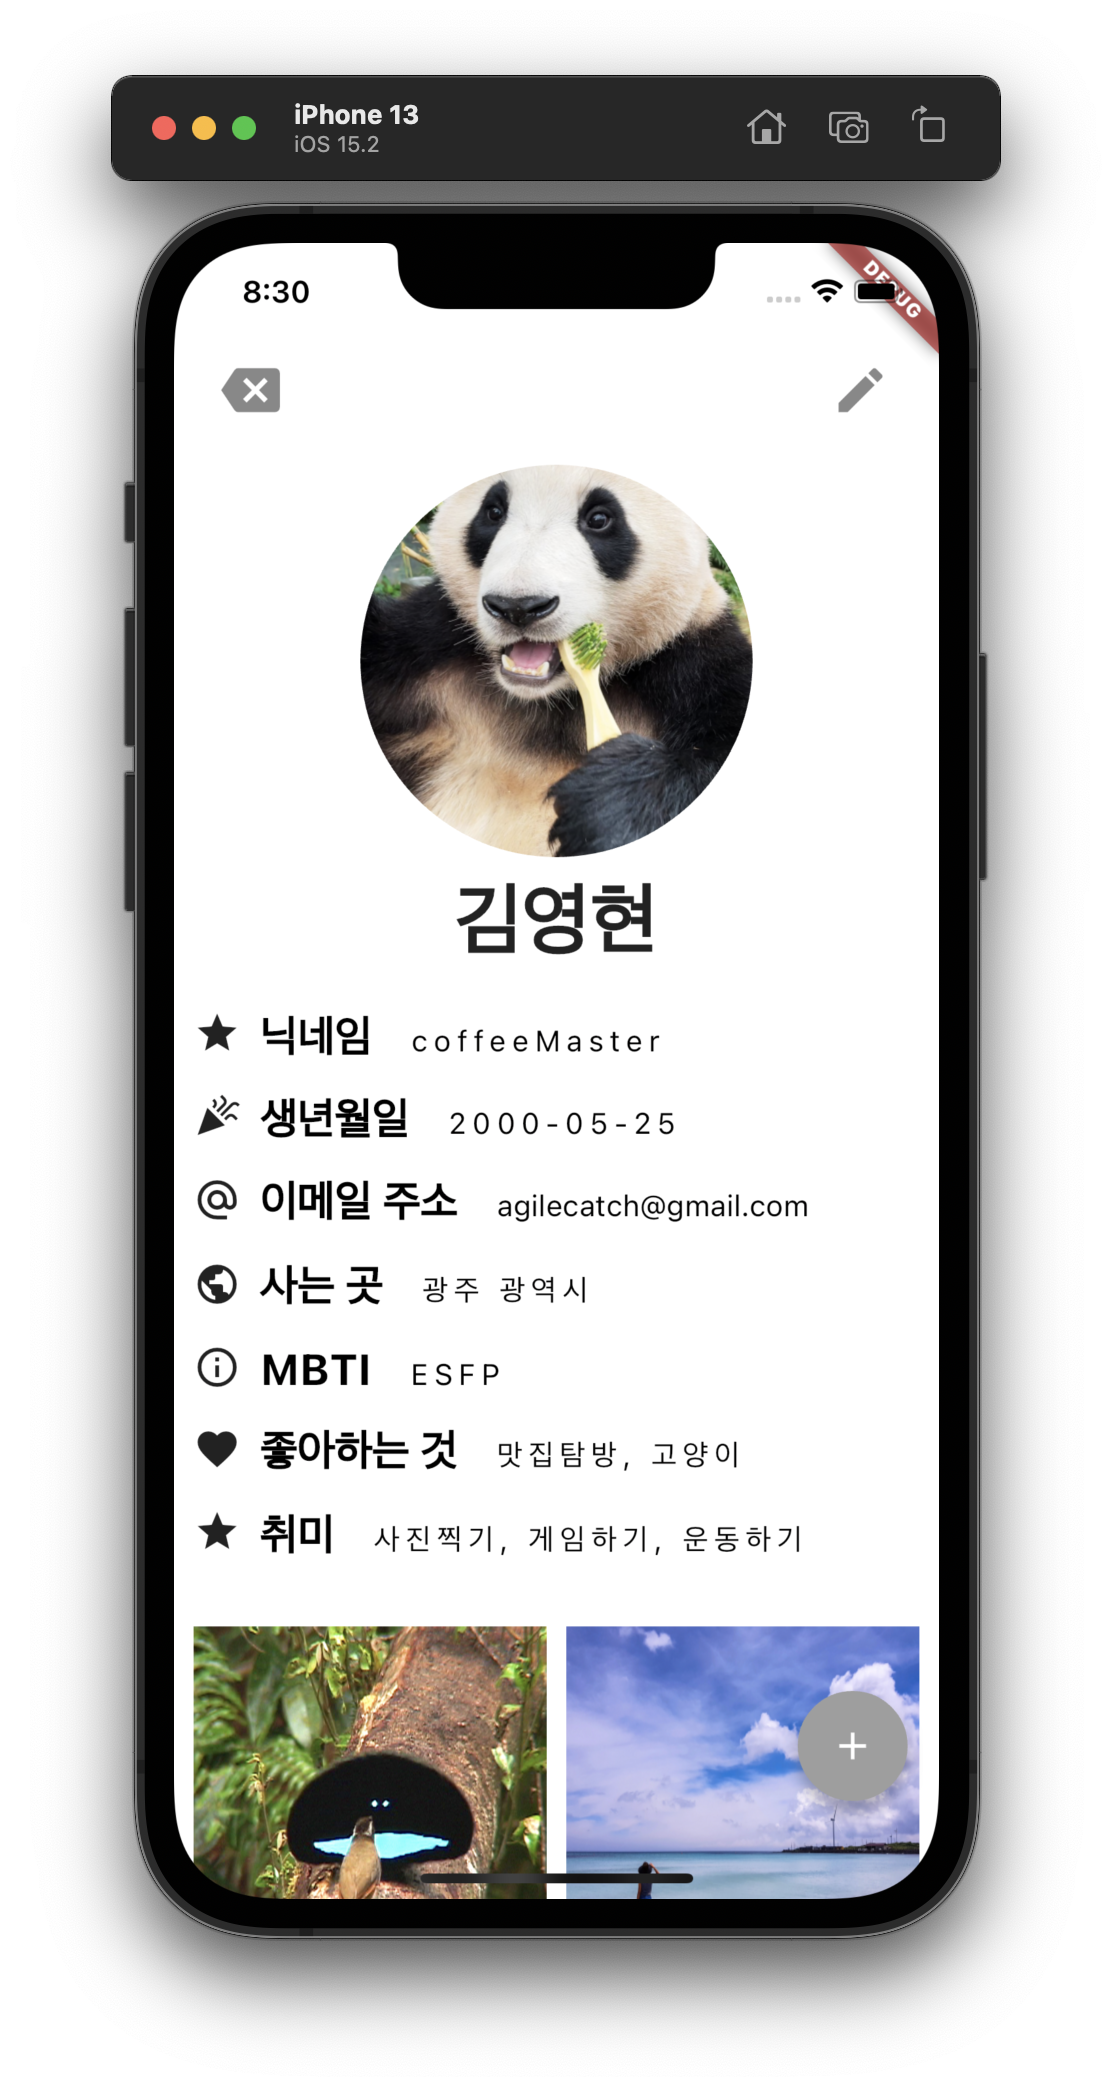 iPhone 13
iOS 15.2
8:30
DEBUG
김영현
닉네임 coffeeMaster
생년월일 2000-05-25
이메일 주소 agilecatch@gmail.com
사는 곳 광주 광역시
MBTI ESFP
좋아하는 것 맛집탐방, 고양이
취미 사진찍기, 게임하기, 운동하기